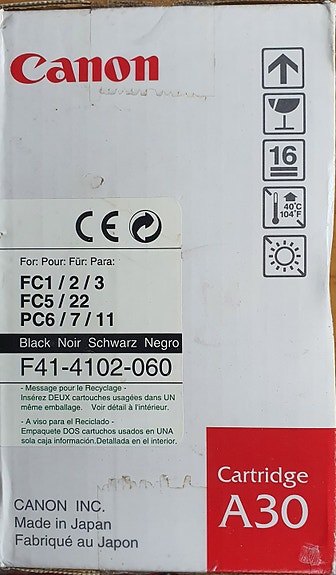 Canon
16
40°C
104°F
CE
For: Pour: Für: Para:
FC1 / 2 / 3
FC5 / 22
PC6 / 7 / 11
Black Noir Schwarz Negro
F41-4102-060
- Message pour le Recyclage -
Insérez DEUX cartouches usagées dans UN
même emballage. Voir détail à l'intérieur.
- A viso para el Reciclado -
Empaquete DOS cartuchos usados en UNA
sola caja información.Detallada en el interior.
Cartridge
A30
CANON INC.
Made in Japan
Fabriqué au Japon